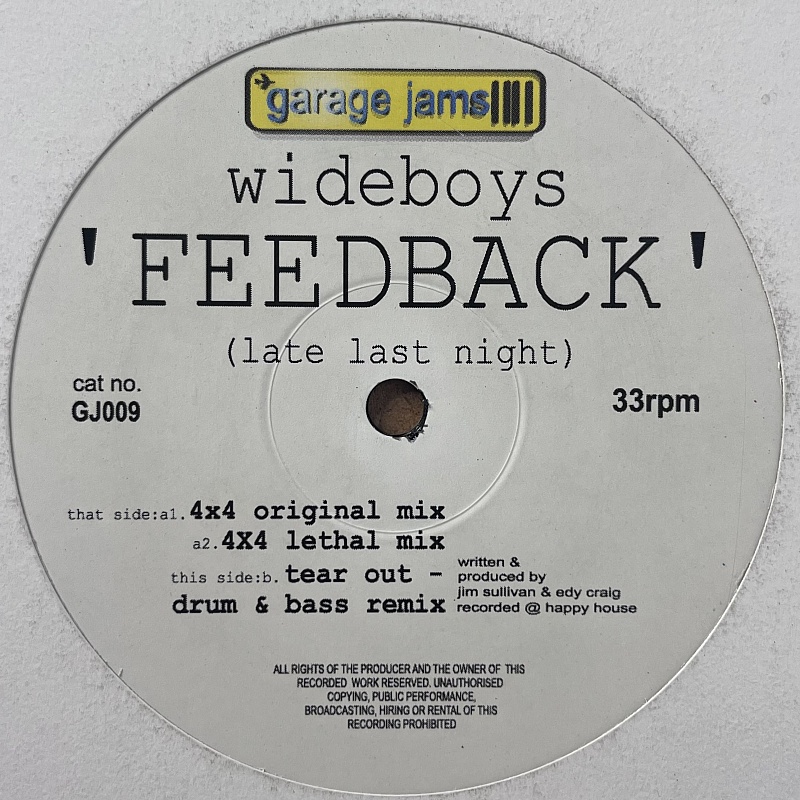 garage jams
wideboys
'FEEDBACK'
(late last night)
cat no.
GJ009
33rpm
that side:a1. 4x4 original mix
a2. 4X4 lethal mix
this side:b. tear out -
drum & bass remix
written &
produced by
jim sullivan & edy craig
recorded @ happy house
ALL RIGHTS OF THE PRODUCER AND THE OWNER OF THIS
RECORDED WORK RESERVED. UNAUTHORISED
COPYING, PUBLIC PERFORMANCE,
BROADCASTING, HIRING OR RENTAL OF THIS
RECORDING PROHIBITED